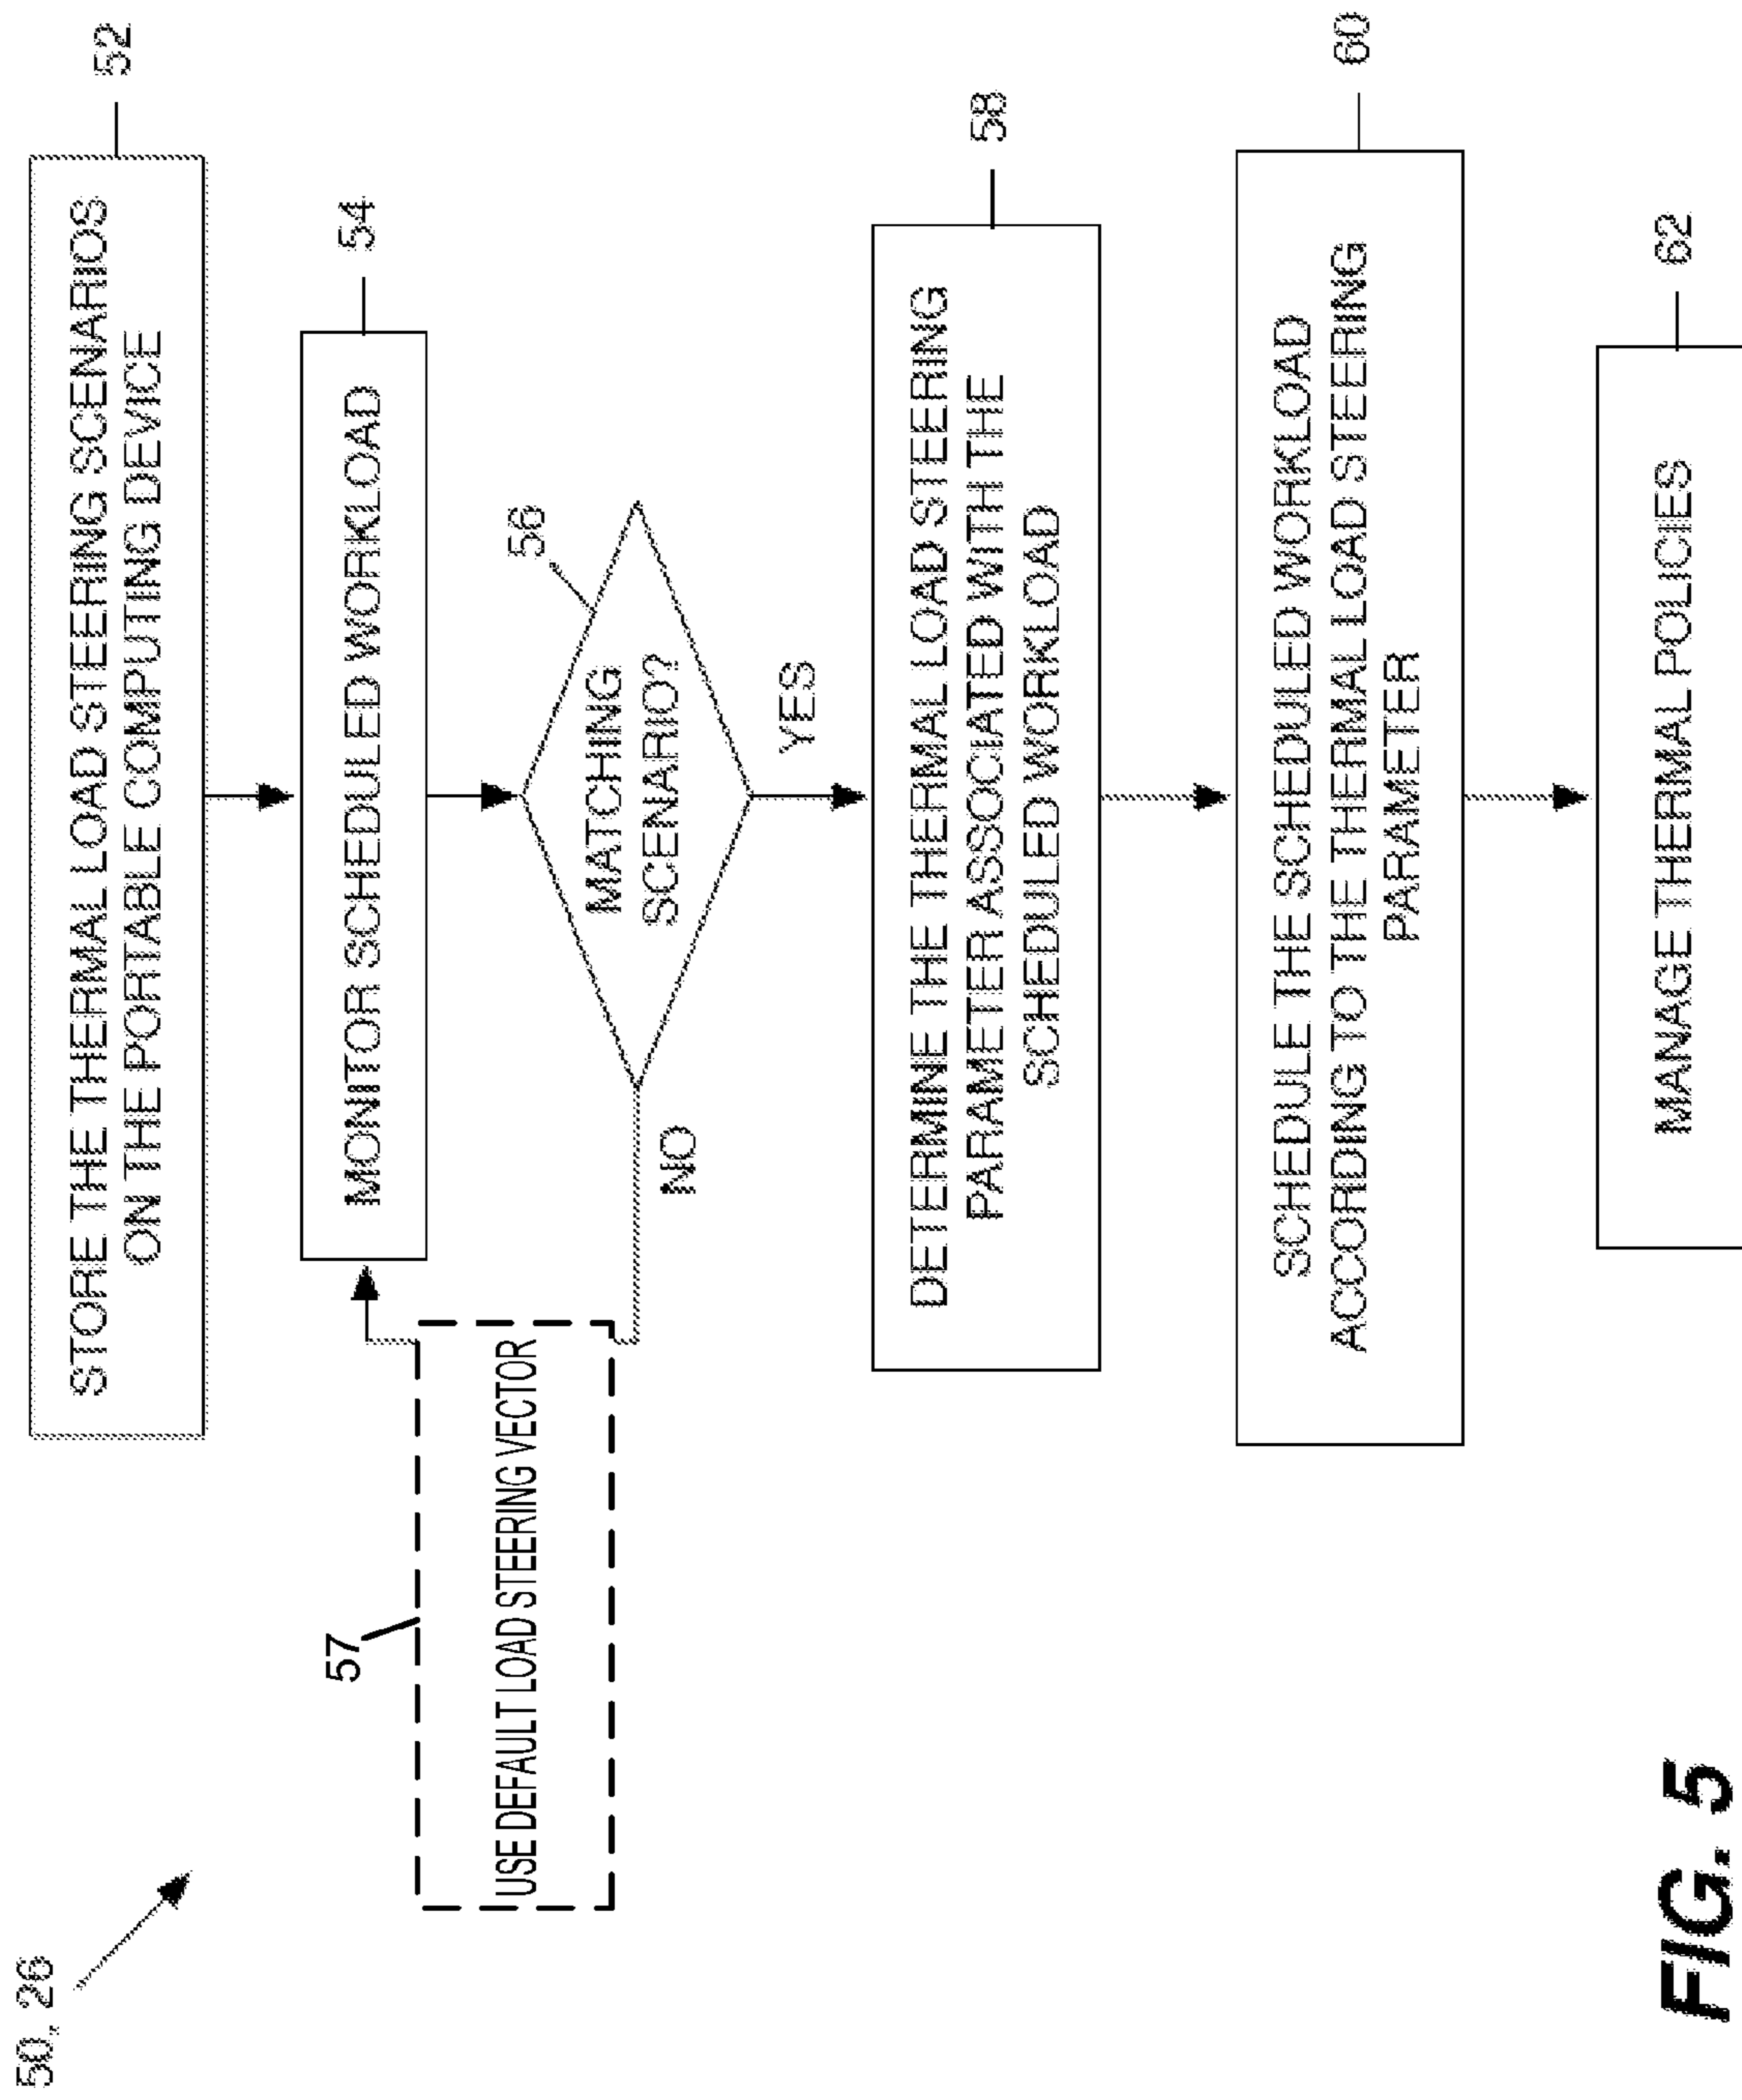 50, 26
STORE THE THERMAL LOAD STEERING SCENARIOS
ON THE PORTABLE COMPUTING DEVICE
52
MONITOR SCHEDULED WORKLOAD
54
MATCHING
SCENARIO?
56
NO
YES
57
USE DEFAULT LOAD STEERING VECTOR
DETERMINE THE THERMAL LOAD STEERING
PARAMETER ASSOCIATED WITH THE
SCHEDULED WORKLOAD
58
SCHEDULE THE SCHEDULED WORKLOAD
ACCORDING TO THE THERMAL LOAD STEERING
PARAMETER
60
MANAGE THERMAL POLICIES
62
FIG. 5